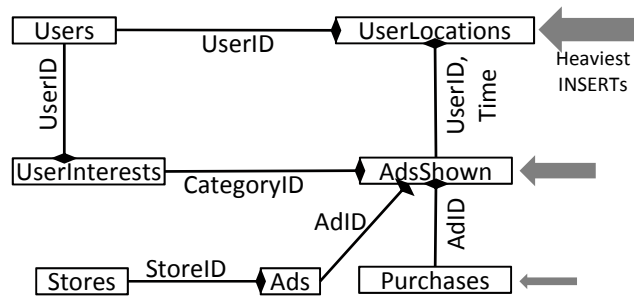 Users
UserID
UserLocations
Heaviest
INSERTs
UserID
UserID,
Time
UserInterests
CategoryID
AdsShown
AdID
AdID
Stores
StoreID
Ads
Purchases